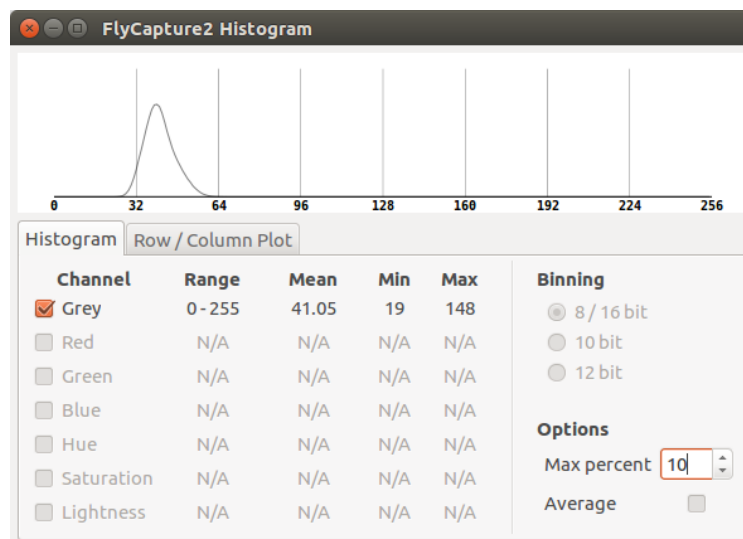 FlyCapture2 Histogram
0 32 64 96 128 160 192 224 256
Histogram Row / Column Plot
Channel Range Mean Min Max Binning
Grey 0-255 41.05 19 148 8 / 16 bit
Red N/A N/A N/A N/A 10 bit
Green N/A N/A N/A N/A 12 bit
Blue N/A N/A N/A N/A
Options
Hue N/A N/A N/A N/A
Max percent 10
Saturation N/A N/A N/A N/A
Average
Lightness N/A N/A N/A N/A